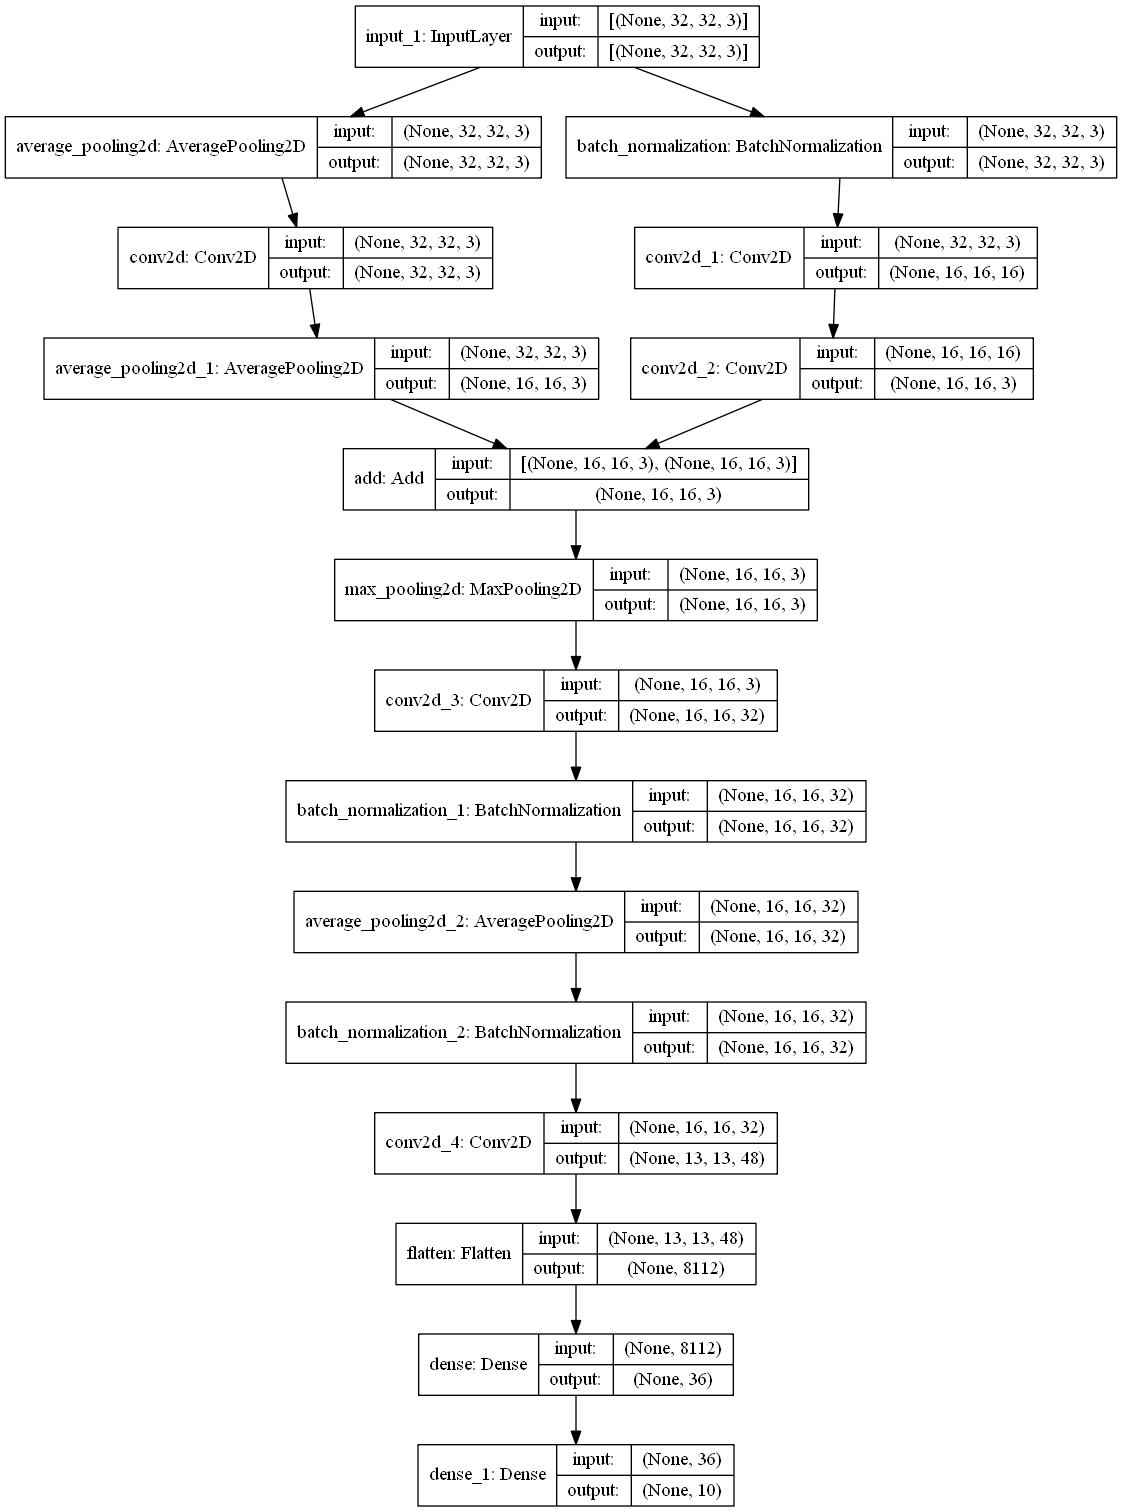 input_1: InputLayer
input: [(None, 32, 32, 3)]
output: [(None, 32, 32, 3)]
average_pooling2d: AveragePooling2D
input: (None, 32, 32, 3)
output: (None, 32, 32, 3)
batch_normalization: BatchNormalization
input: (None, 32, 32, 3)
output: (None, 32, 32, 3)
conv2d: Conv2D
input: (None, 32, 32, 3)
output: (None, 32, 32, 3)
conv2d_1: Conv2D
input: (None, 32, 32, 3)
output: (None, 16, 16, 16)
average_pooling2d_1: AveragePooling2D
input: (None, 32, 32, 3)
output: (None, 16, 16, 3)
conv2d_2: Conv2D
input: (None, 16, 16, 16)
output: (None, 16, 16, 3)
add: Add
input: [(None, 16, 16, 3), (None, 16, 16, 3)]
output: (None, 16, 16, 3)
max_pooling2d: MaxPooling2D
input: (None, 16, 16, 3)
output: (None, 16, 16, 3)
conv2d_3: Conv2D
input: (None, 16, 16, 3)
output: (None, 16, 16, 32)
batch_normalization_1: BatchNormalization
input: (None, 16, 16, 32)
output: (None, 16, 16, 32)
average_pooling2d_2: AveragePooling2D
input: (None, 16, 16, 32)
output: (None, 16, 16, 32)
batch_normalization_2: BatchNormalization
input: (None, 16, 16, 32)
output: (None, 16, 16, 32)
conv2d_4: Conv2D
input: (None, 16, 16, 32)
output: (None, 13, 13, 48)
flatten: Flatten
input: (None, 13, 13, 48)
output: (None, 8112)
dense: Dense
input: (None, 8112)
output: (None, 36)
dense_1: Dense
input: (None, 36)
output: (None, 10)